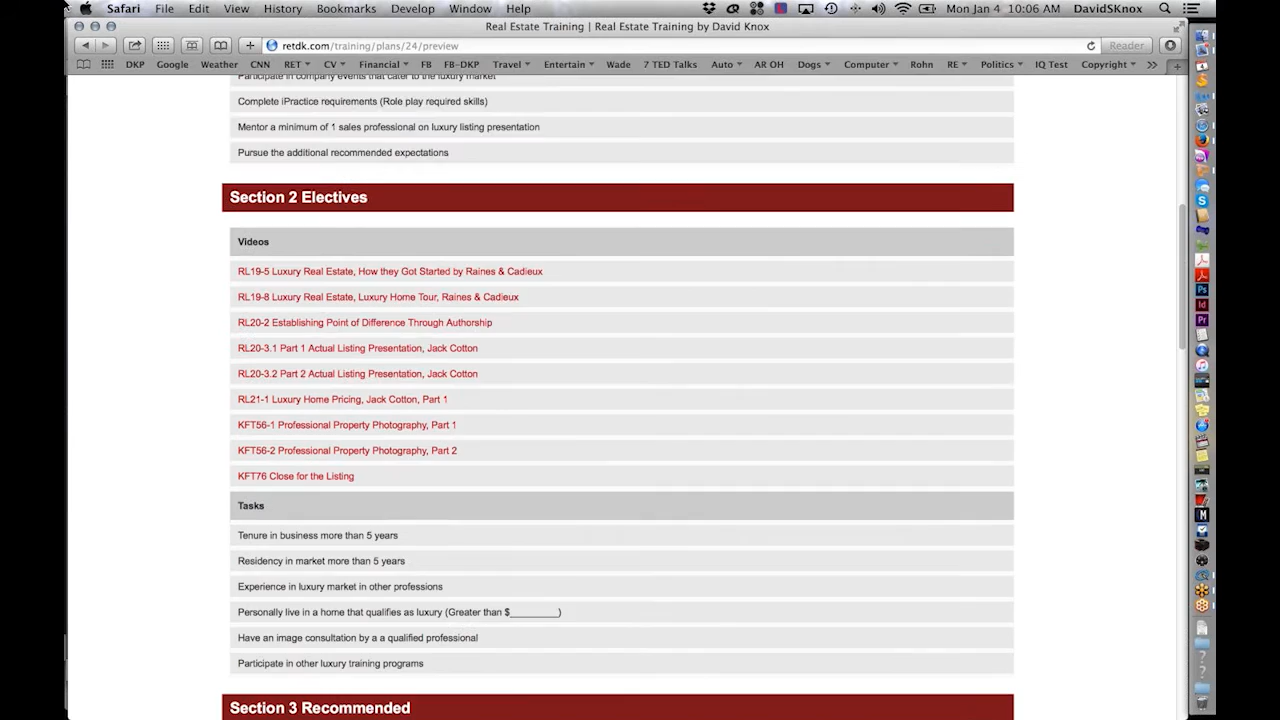 Safari File Edit View History Bookmarks Develop Window Help Mon Jan 4 10:06 AM DavidSKnox
Real Estate Training | Real Estate Training by David Knox
retdk.com/training/plans/24/preview Reader
DKP Google Weather CNN RET CV Financial FB FB-DKP Travel Entertain Wade 7 TED Talks Auto AR OH Dogs Computer Rohn RE Politics IQ Test Copyright
Participate in company events that cater to the luxury market
Complete iPractice requirements (Role play required skills)
Mentor a minimum of 1 sales professional on luxury listing presentation
Pursue the additional recommended expectations
Section 2 Electives
Videos
RL19-5 Luxury Real Estate, How they Got Started by Raines & Cadieux
RL19-8 Luxury Real Estate, Luxury Home Tour, Raines & Cadieux
RL20-2 Establishing Point of Difference Through Authorship
RL20-3.1 Part 1 Actual Listing Presentation, Jack Cotton
RL20-3.2 Part 2 Actual Listing Presentation, Jack Cotton
RL21-1 Luxury Home Pricing, Jack Cotton, Part 1
KFT56-1 Professional Property Photography, Part 1
KFT56-2 Professional Property Photography, Part 2
KFT76 Close for the Listing
Tasks
Tenure in business more than 5 years
Residency in market more than 5 years
Experience in luxury market in other professions
Personally live in a home that qualifies as luxury (Greater than $_________)
Have an image consultation by a a qualified professional
Participate in other luxury training programs
Section 3 Recommended